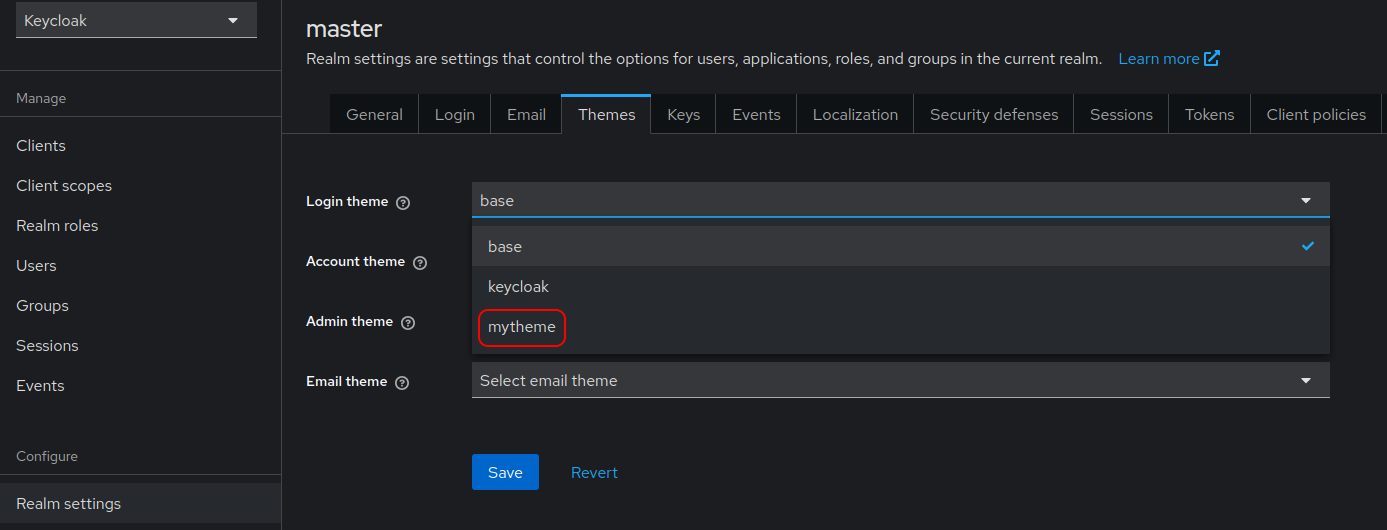 Keycloak
Manage
Clients
Client scopes
Realm roles
Users
Groups
Sessions
Events
Configure
Realm settings
master
Realm settings are settings that control the options for users, applications, roles, and groups in the current realm. Learn more
General Login Email Themes Keys Events Localization Security defenses Sessions Tokens Client policies
Login theme base
base
Account theme
keycloak
Admin theme
mytheme
Email theme Select email theme
Save Revert